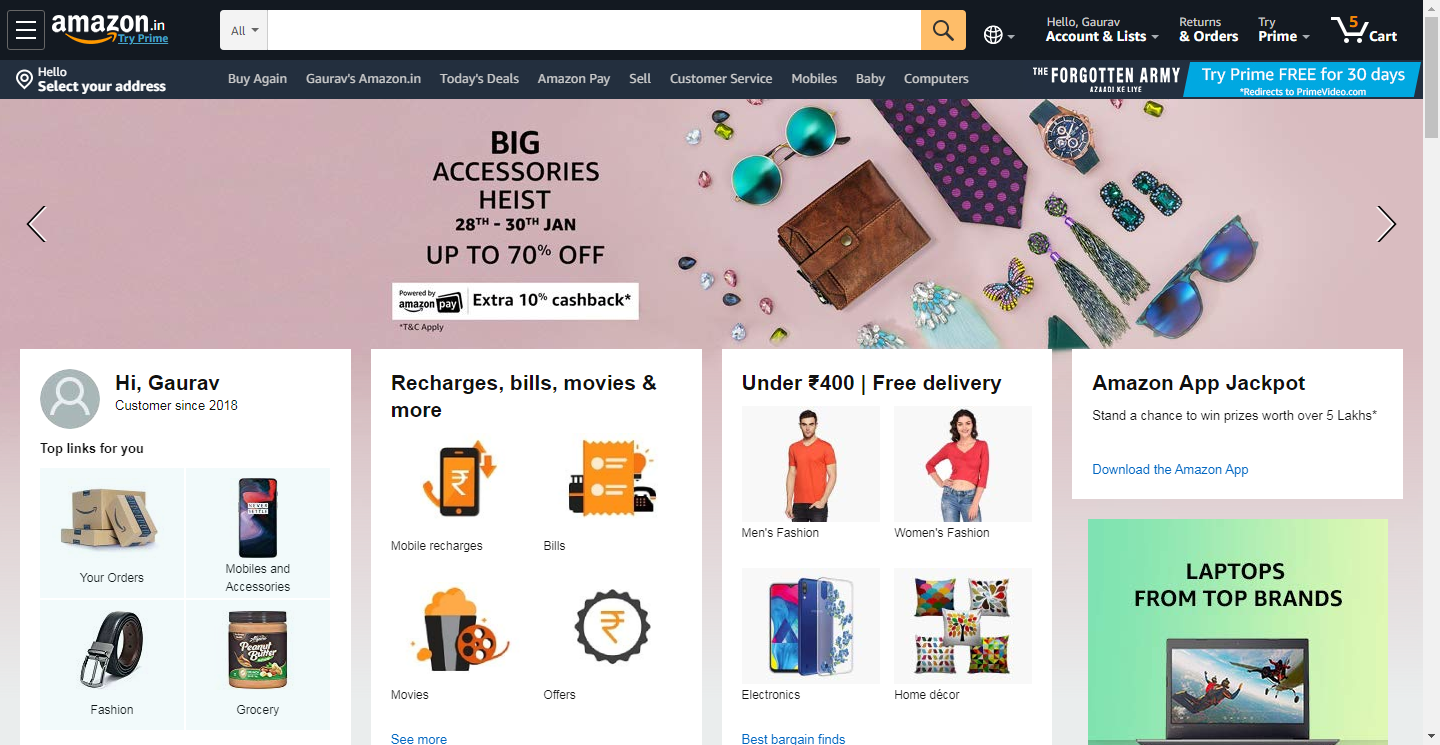 amazon.in
Try Prime
All
Hello, Gaurav
Account & Lists
Returns
& Orders
Try
Prime
5
Cart
Hello
Select your address
Buy Again
Gaurav's Amazon.in
Today's Deals
Amazon Pay
Sell
Customer Service
Mobiles
Baby
Computers
THE FORGOTTEN ARMY
AZAADI KE LIYE
Try Prime FREE for 30 days
*Redirects to PrimeVideo.com
BIG
ACCESSORIES
HEIST
28TH - 30TH JAN
UP TO 70% OFF
Powered by
amazon pay
Extra 10% cashback*
*T&C Apply
Hi, Gaurav
Customer since 2018
Top links for you
Your Orders
NEVER
SETTLE
Mobiles and
Accessories
Fashion
Peanut
Butter
Grocery
Recharges, bills, movies &
more
Mobile recharges
Bills
Movies
Offers
See more
Under ₹400 | Free delivery
Men's Fashion
Women's Fashion
Electronics
Home décor
Best bargain finds
Amazon App Jackpot
Stand a chance to win prizes worth over 5 Lakhs*
Download the Amazon App
LAPTOPS
FROM TOP BRANDS